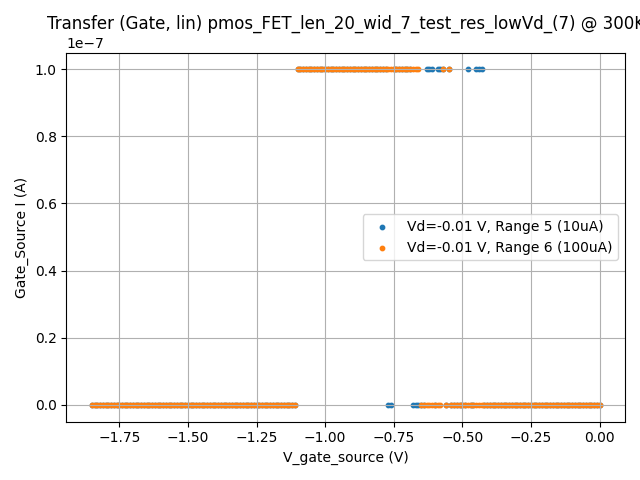 Transfer (Gate, lin) pmos_FET_len_20_wid_7_test_res_lowVd_(7) @ 300K
1e−7
1.0
0.8
0.6
0.4
0.2
0.0
Gate_Source I (A)
Vd=-0.01 V, Range 5 (10uA)
Vd=-0.01 V, Range 6 (100uA)
−1.75 −1.50 −1.25 −1.00 −0.75 −0.50 −0.25 0.00
V_gate_source (V)